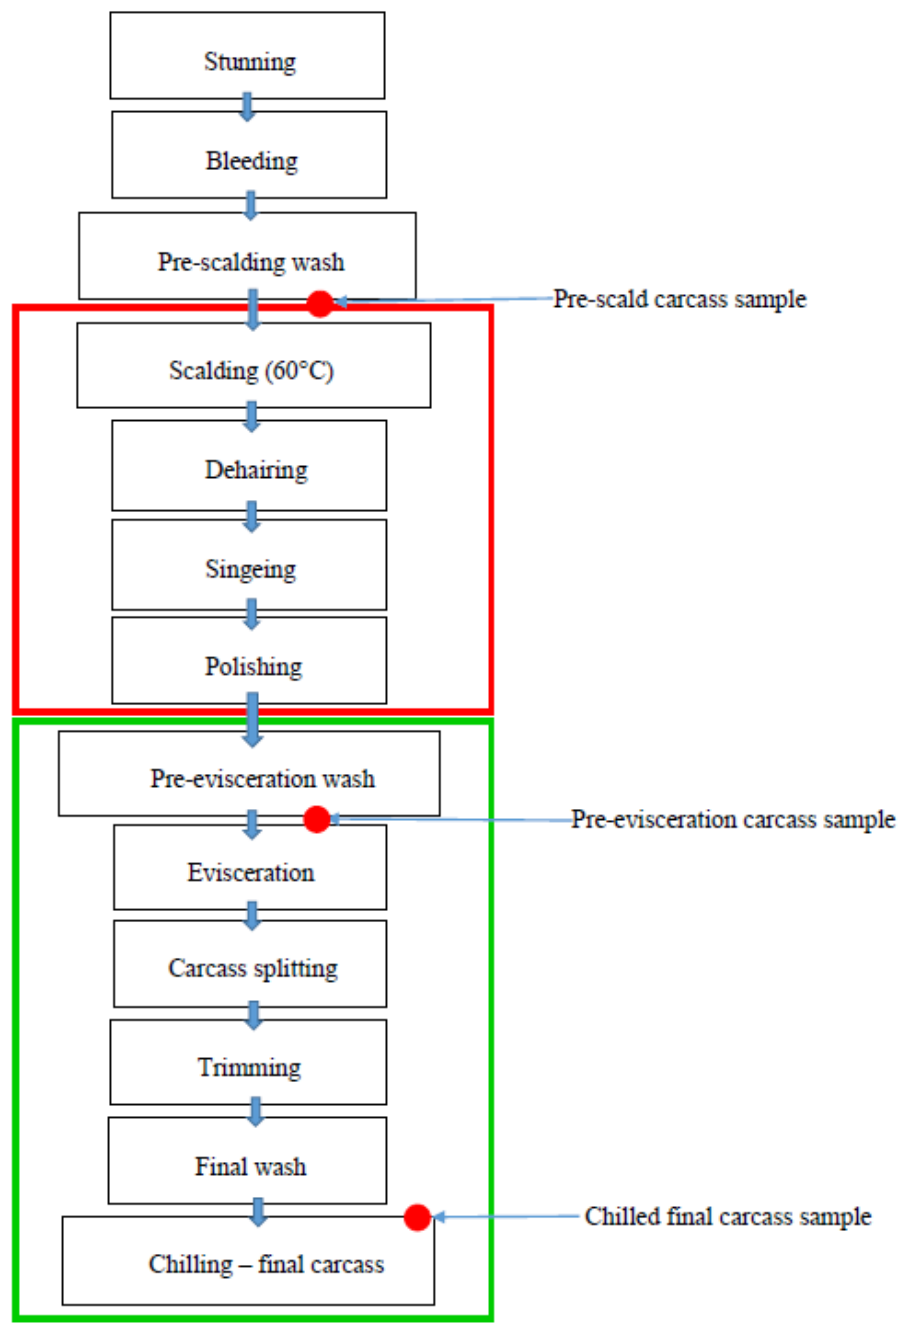 Stunning
Bleeding
Pre-scalding wash
Pre-scald carcass sample
Scalding (60°C)
Dehairing
Singeing
Polishing
Pre-evisceration wash
Pre-evisceration carcass sample
Evisceration
Carcass splitting
Trimming
Final wash
Chilled final carcass sample
Chilling – final carcass